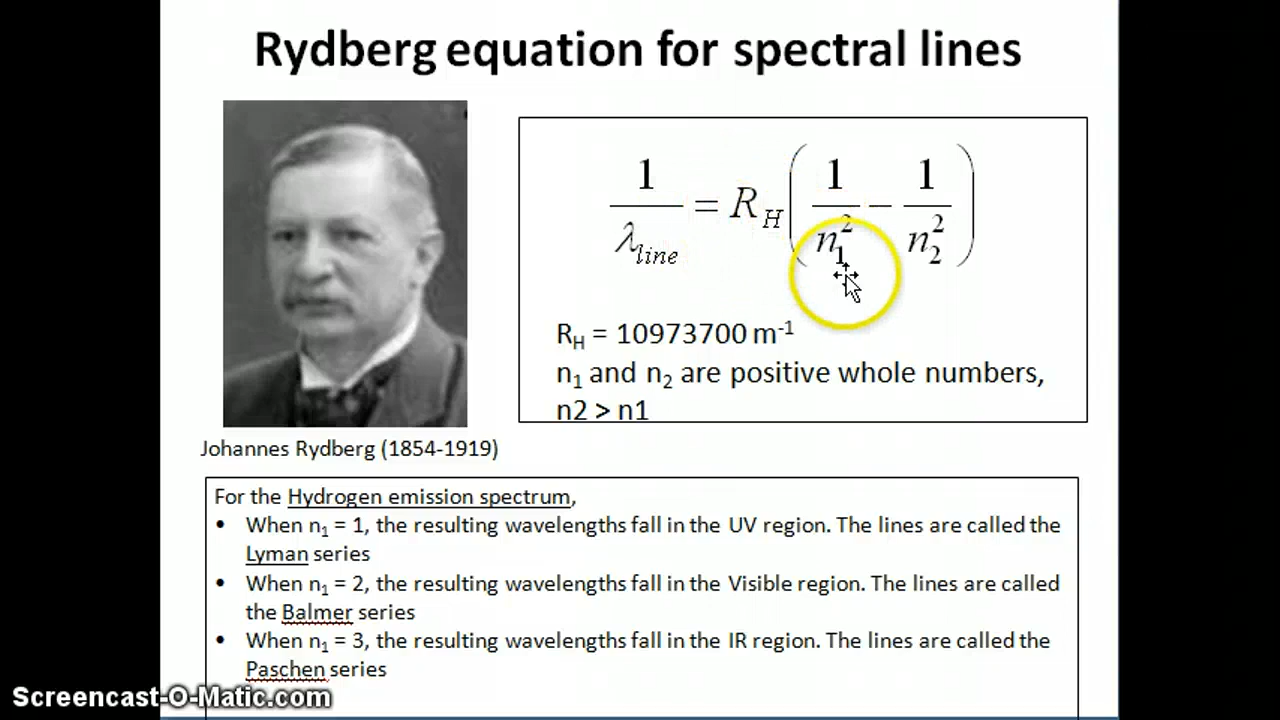 Rydberg equation for spectral lines
1/λ_line = R_H (1/n₁² − 1/n₂²)
R_H = 10973700 m⁻¹
n₁ and n₂ are positive whole numbers,
n2 > n1
Johannes Rydberg (1854-1919)
For the Hydrogen emission spectrum,
• When n₁ = 1, the resulting wavelengths fall in the UV region. The lines are called the
Lyman series
• When n₁ = 2, the resulting wavelengths fall in the Visible region. The lines are called
the Balmer series
• When n₁ = 3, the resulting wavelengths fall in the IR region. The lines are called the
Paschen series
Screencast-O-Matic.com